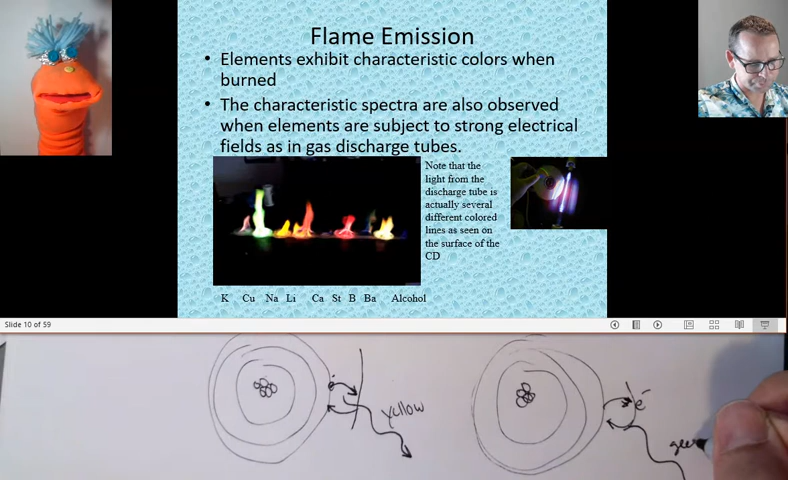 Flame Emission
• Elements exhibit characteristic colors when
burned
• The characteristic spectra are also observed
when elements are subject to strong electrical
fields as in gas discharge tubes.
Note that the
light from the
discharge tube is
actually several
different colored
lines as seen on
the surface of the
CD
K Cu Na Li Ca St B Ba Alcohol
Slide 10 of 59
e⁻
yellow
e⁻